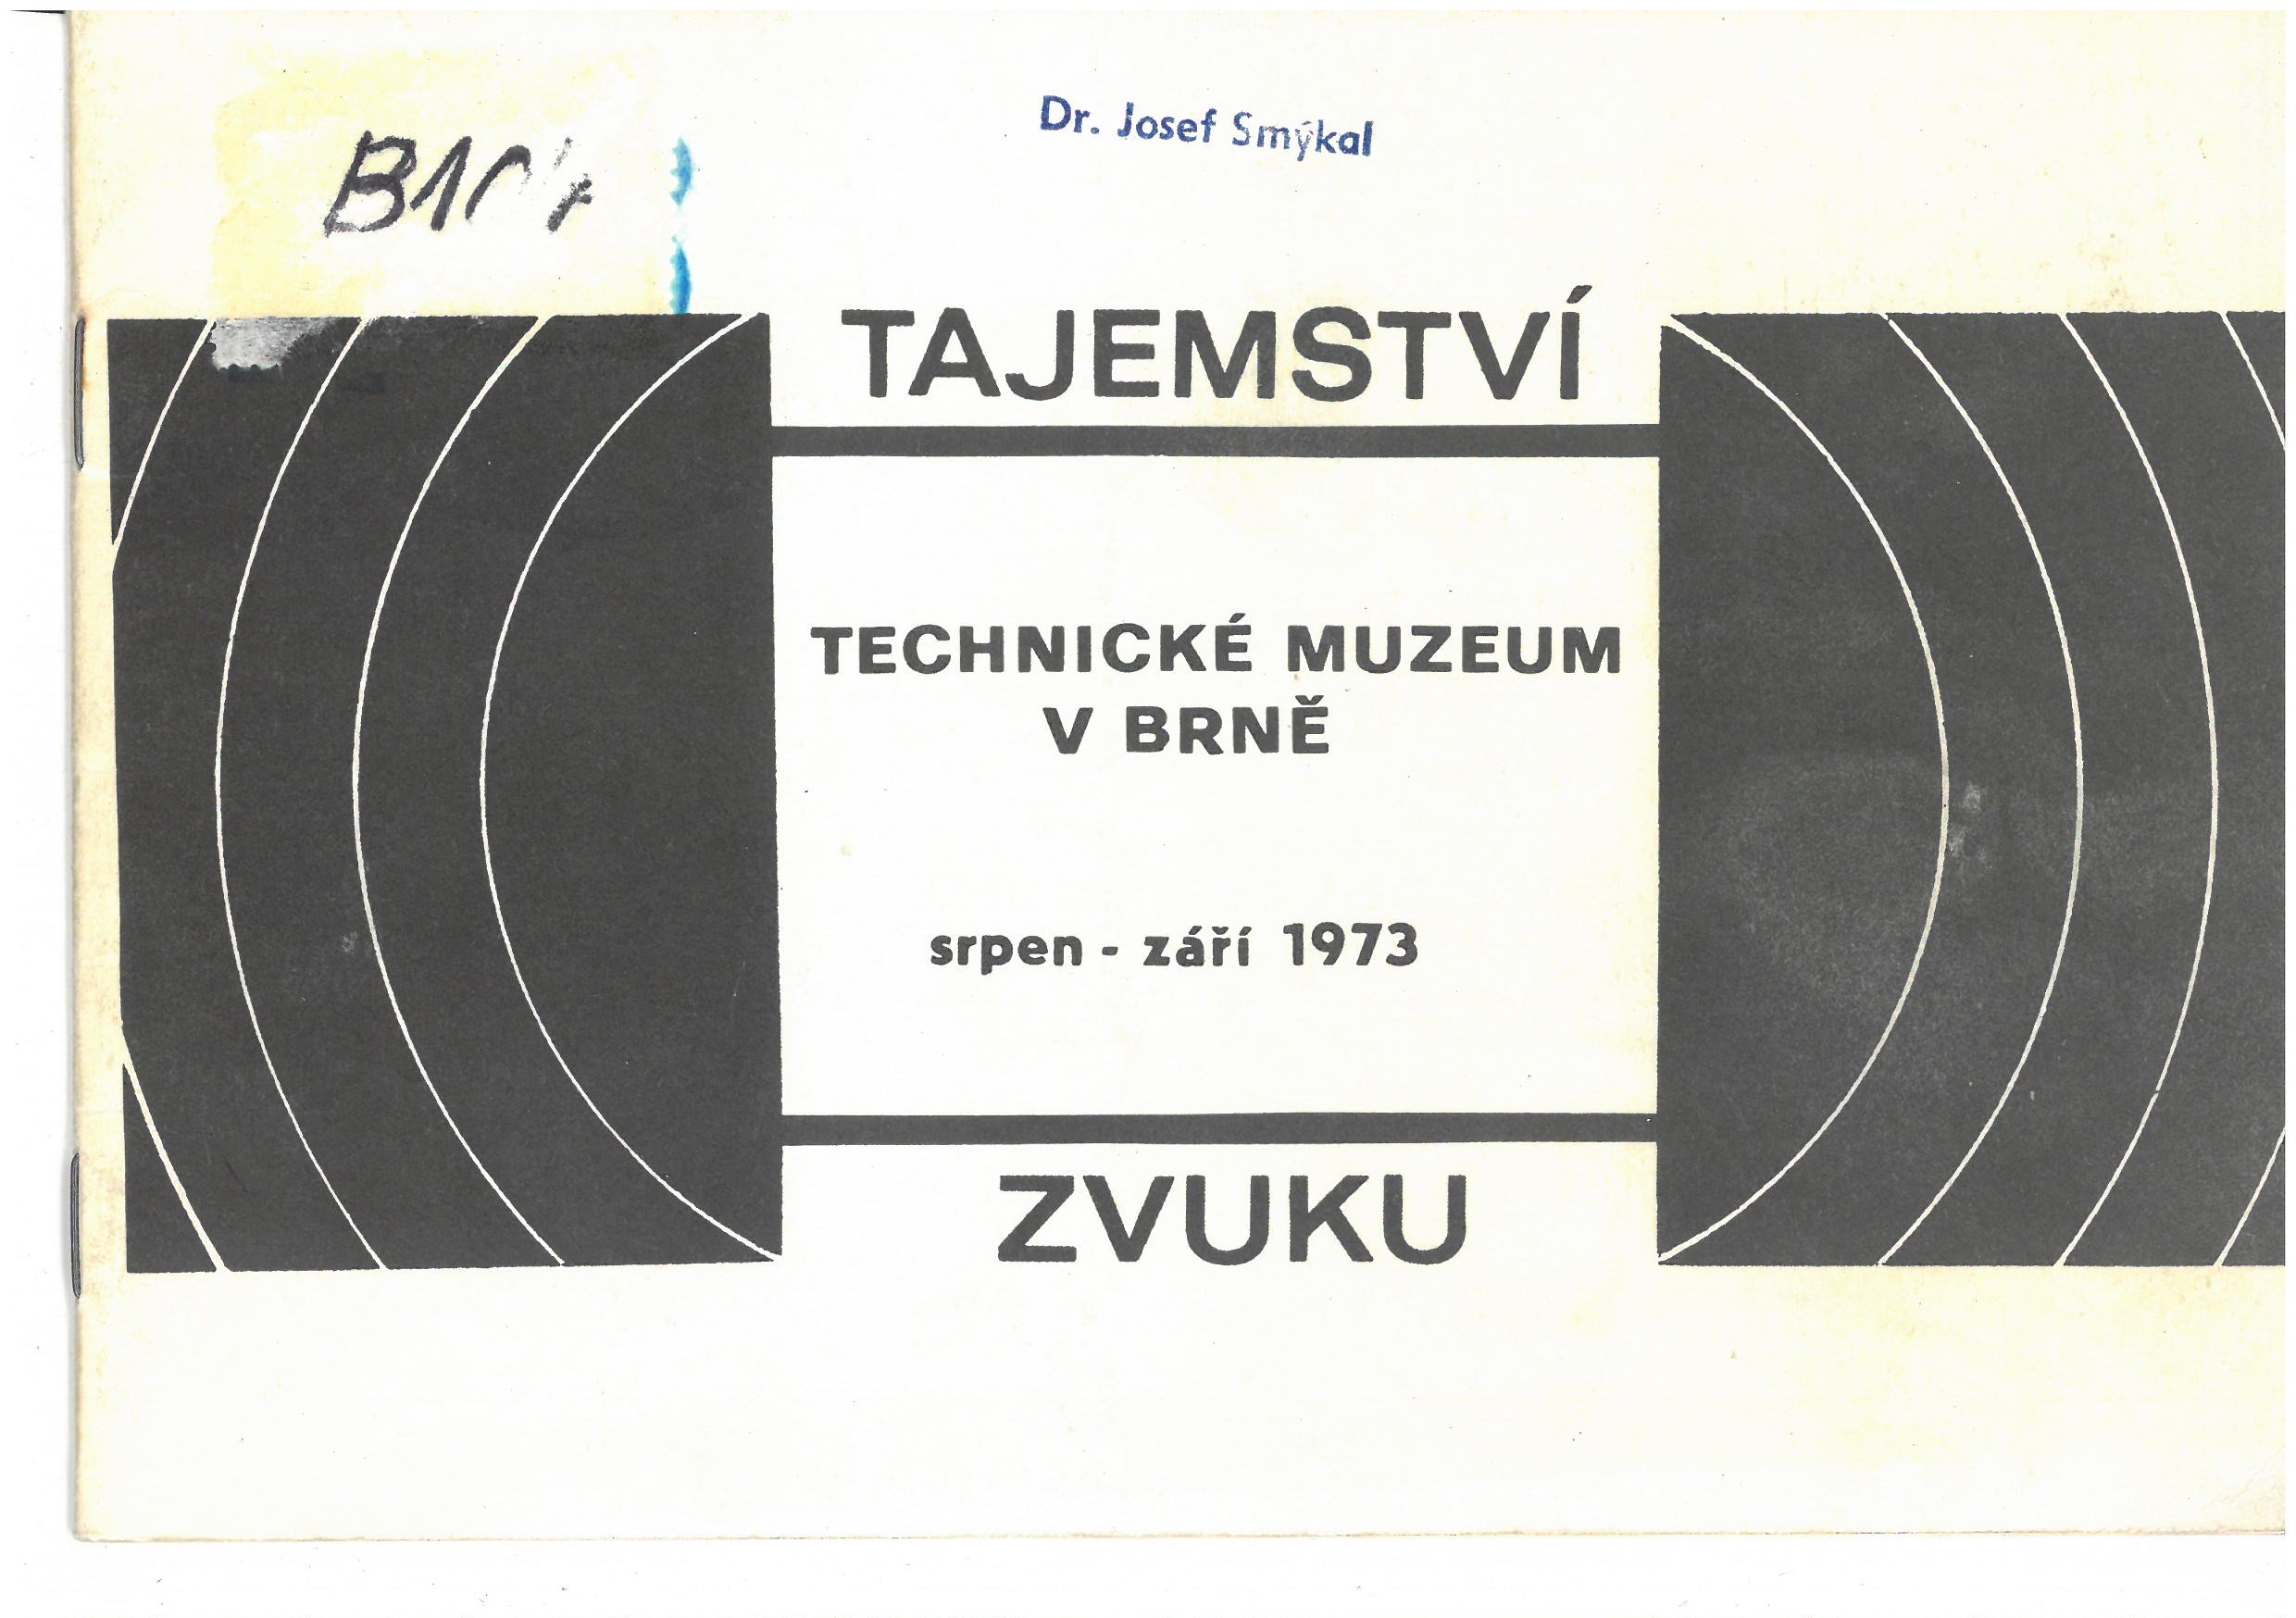 Dr. Josef Smýkal
TAJEMSTVÍ
TECHNICKÉ MUZEUM
V BRNĚ
srpen - září 1973
ZVUKU